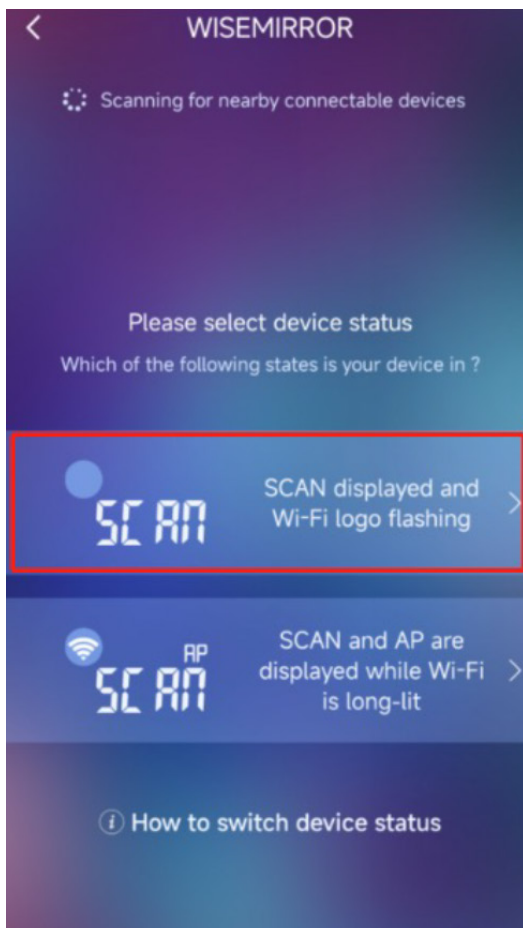 WISEMIRROR
Scanning for nearby connectable devices
Please select device status
Which of the following states is your device in ?
SCAN
SCAN displayed and
Wi-Fi logo flashing
AP
SCAN
SCAN and AP are
displayed while Wi-Fi
is long-lit
How to switch device status